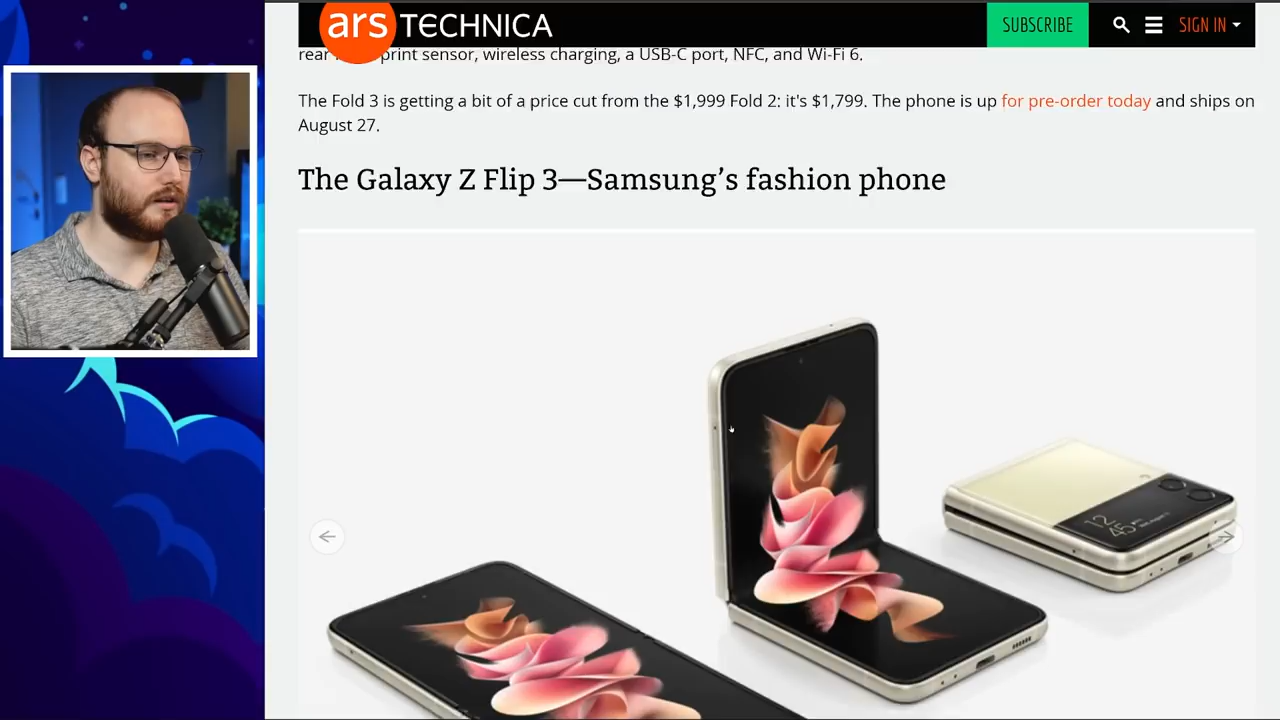 ars TECHNICA
SUBSCRIBE
SIGN IN
rear print sensor, wireless charging, a USB-C port, NFC, and Wi-Fi 6.
The Fold 3 is getting a bit of a price cut from the $1,999 Fold 2: it's $1,799. The phone is up for pre-order today and ships on
August 27.
The Galaxy Z Flip 3—Samsung’s fashion phone
12
45